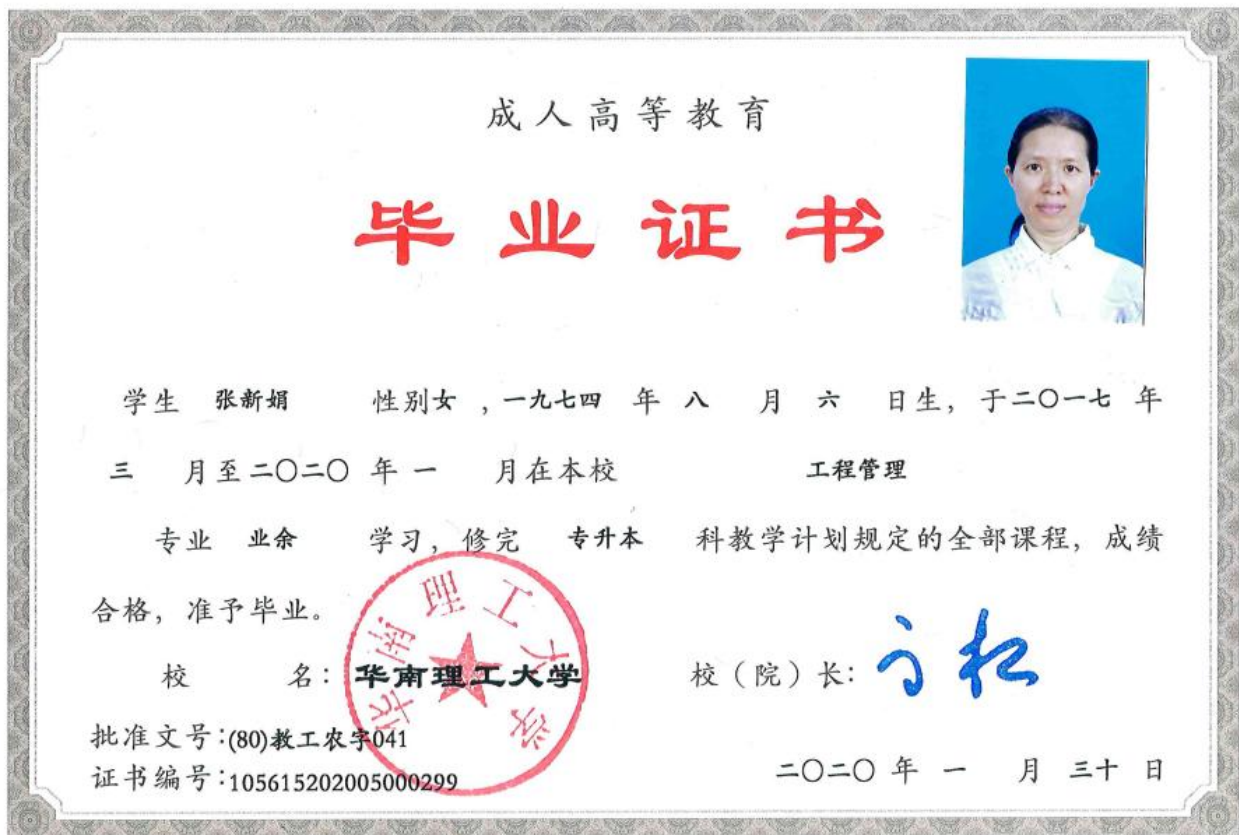 成人高等教育
毕业证书
学生 张新娟 性别女 ,一九七四 年 八 月 六 日生，于二〇一七 年
三 月至二〇二〇 年 一 月在本校 工程管理
专业 业余 学习，修完 专升本 科教学计划规定的全部课程，成绩
合格，准予毕业。
华南理工大学
校 名：华南理工大学 校（院）长：
批准文号:(80)教工农字041
证书编号:105615202005000299
二〇二〇 年 一 月 三十 日